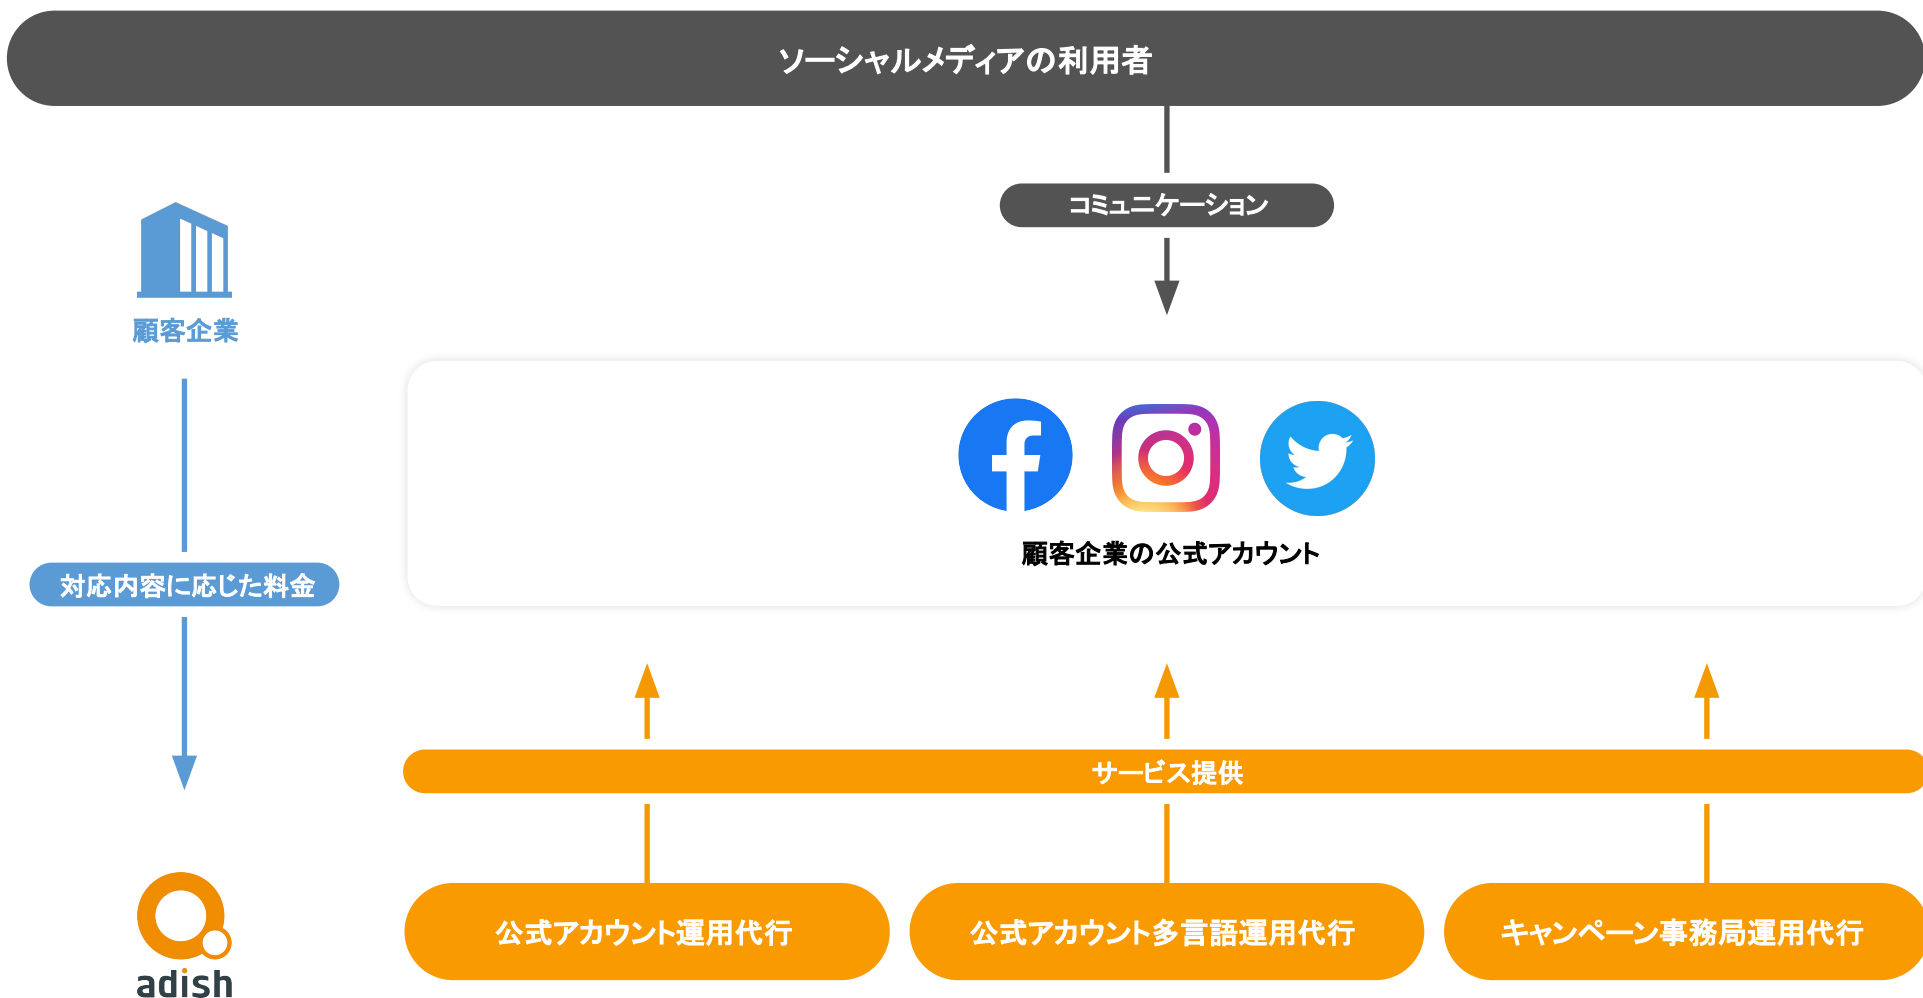 ソーシャルメディアの利用者
コミュニケーション
顧客企業
顧客企業の公式アカウント
対応内容に応じた料金
サービス提供
公式アカウント運用代行
公式アカウント多言語運用代行
キャンペーン事務局運用代行
adish